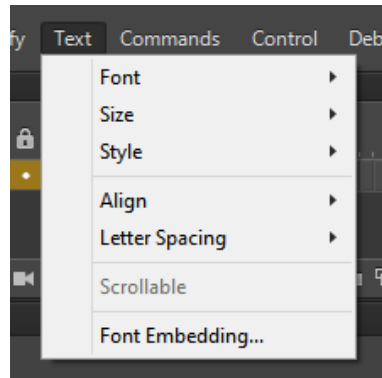 fy Text Commands Control Deb
Font
Size
Style
Align
Letter Spacing
Scrollable
Font Embedding...